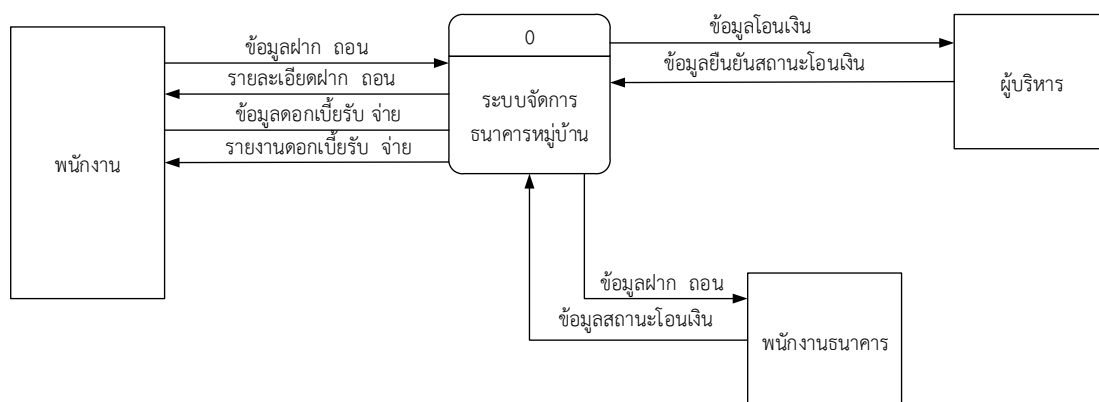 0
ข้อมูลโอนเงิน
ข้อมูลฝาก ถอน
ข้อมูลยืนยันสถานะโอนเงิน
รายละเอียดฝาก ถอน
ผู้บริหาร
ระบบจัดการ
ธนาคารหมู่บ้าน
ข้อมูลดอกเบี้ยรับ จ่าย
รายงานดอกเบี้ยรับ จ่าย
พนักงาน
ข้อมูลฝาก ถอน
ข้อมูลสถานะโอนเงิน
พนักงานธนาคาร